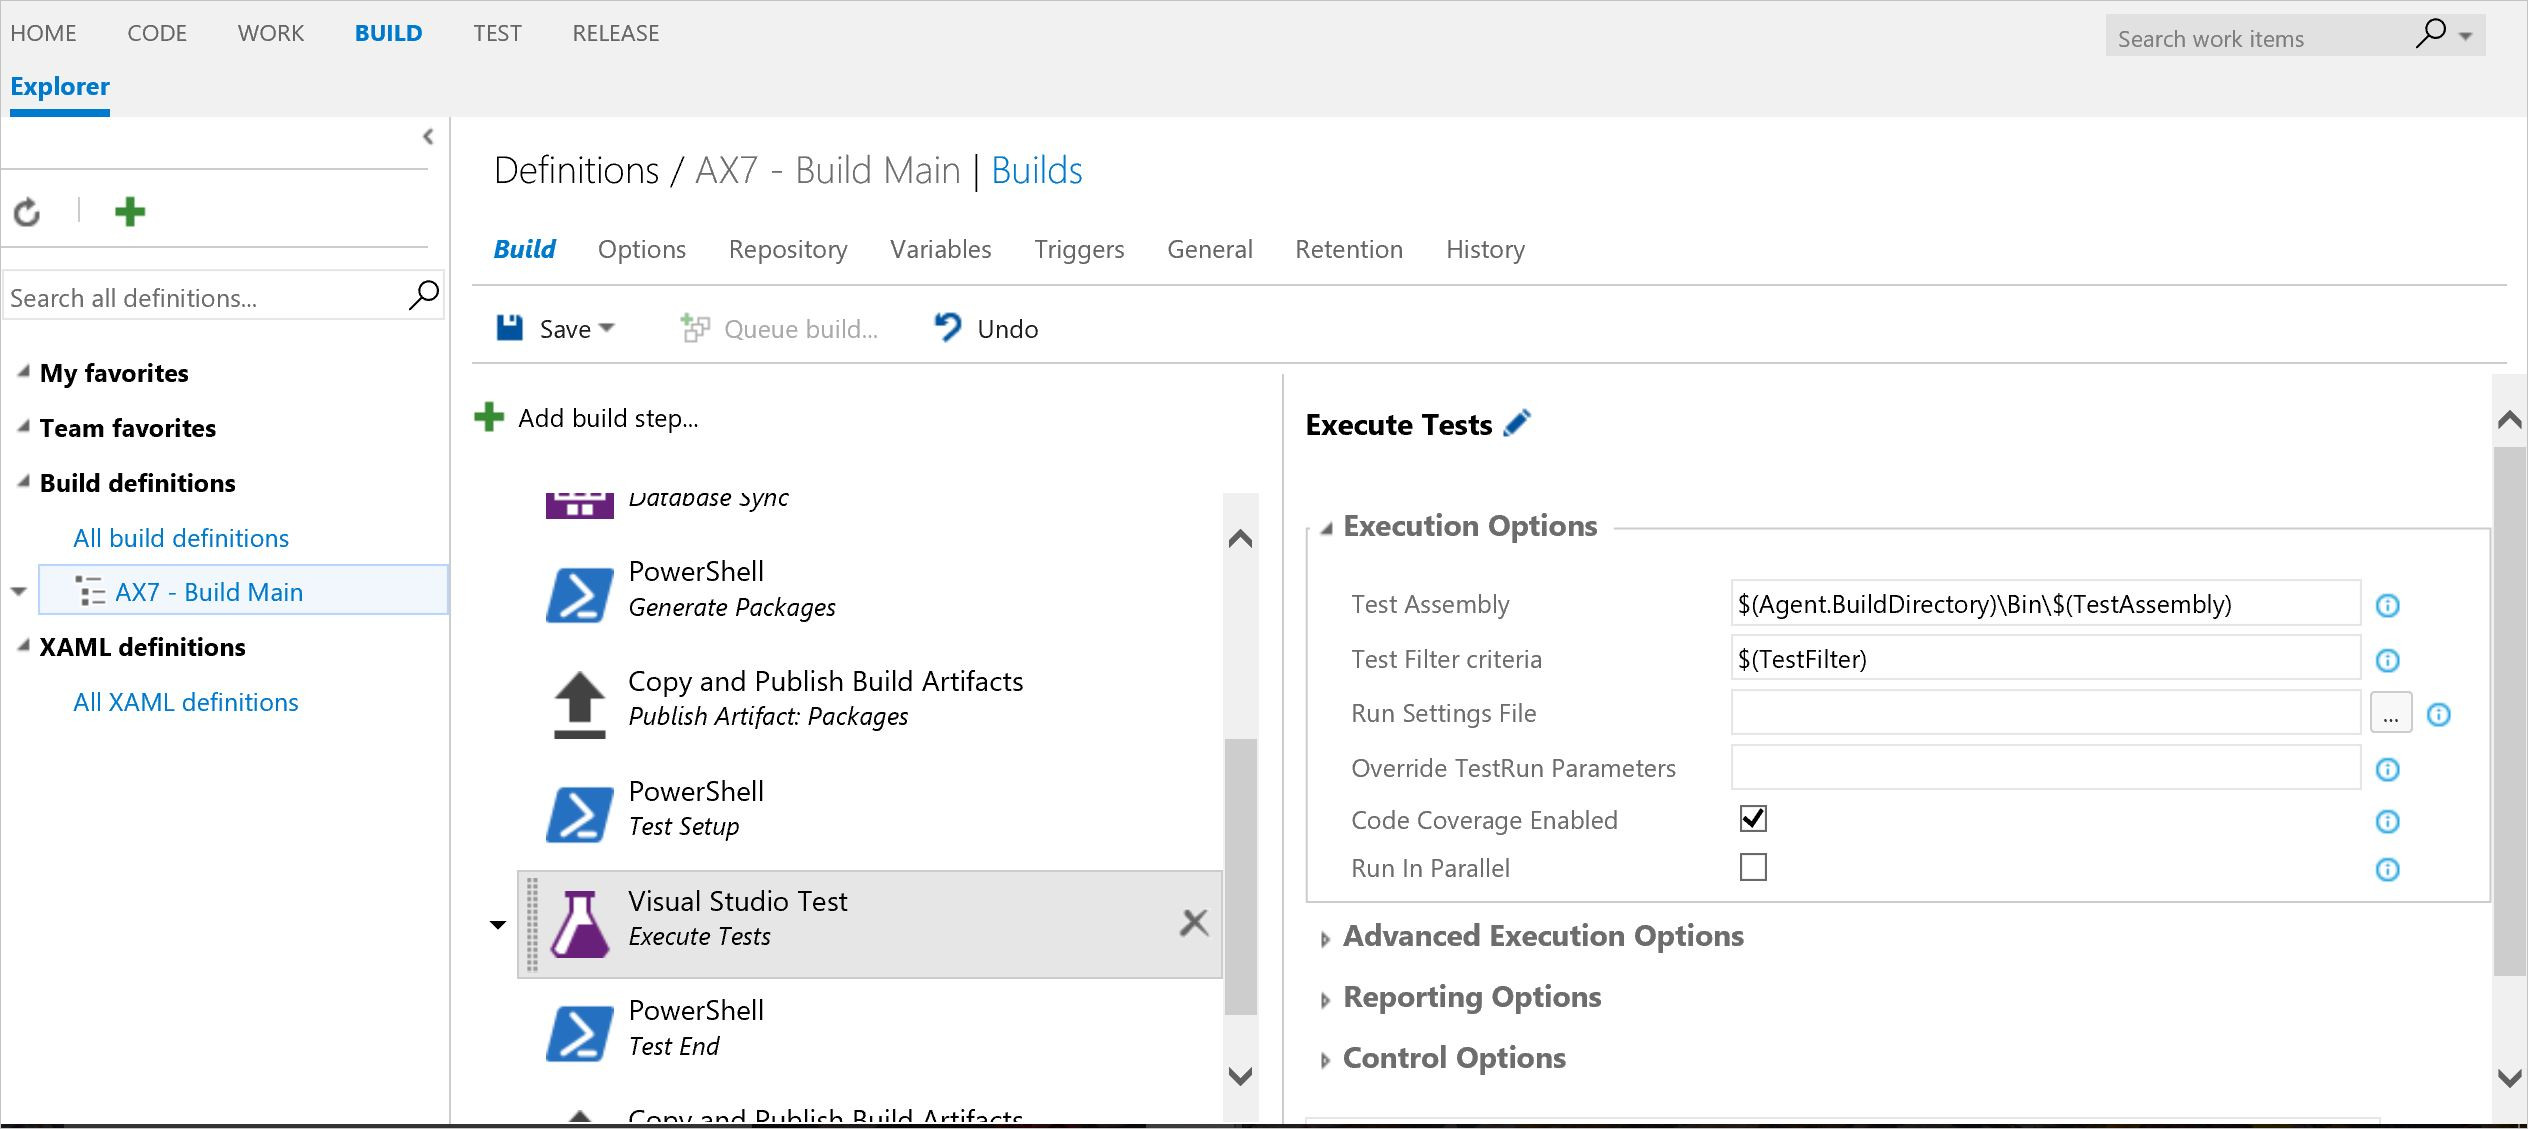 HOME CODE WORK BUILD TEST RELEASE
Search work items
Explorer
Definitions / AX7 - Build Main | Builds
Build Options Repository Variables Triggers General Retention History
Search all definitions...
Save Queue build... Undo
My favorites
Team favorites
Build definitions
All build definitions
AX7 - Build Main
XAML definitions
All XAML definitions
Add build step...
Database Sync
PowerShell
Generate Packages
Copy and Publish Build Artifacts
Publish Artifact: Packages
PowerShell
Test Setup
Visual Studio Test
Execute Tests
PowerShell
Test End
Copy and Publish Build Artifacts
Execute Tests
Execution Options
Test Assembly $(Agent.BuildDirectory)\Bin\$(TestAssembly)
Test Filter criteria $(TestFilter)
Run Settings File ...
Override TestRun Parameters
Code Coverage Enabled
Run In Parallel
Advanced Execution Options
Reporting Options
Control Options